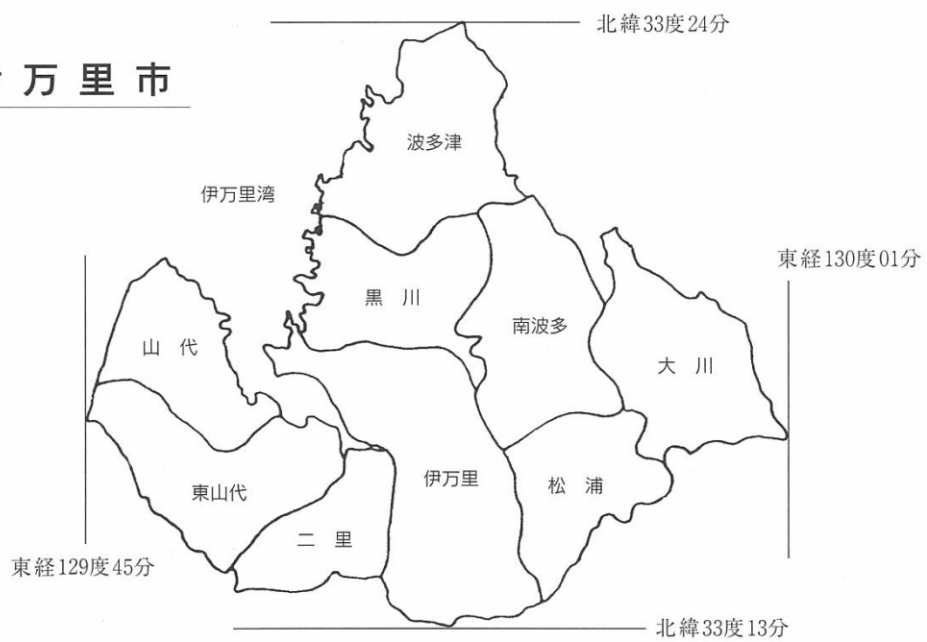 万里市
北緯33度24分
波多津
伊万里湾
東経130度01分
黒川
南波多
山代
大川
東山代
伊万里
松浦
二里
東経129度45分
北緯33度13分